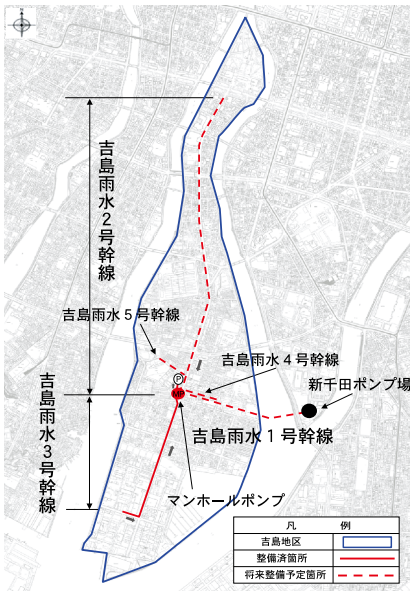 吉島雨水2号幹線
吉島雨水5号幹線
吉島雨水4号幹線
新千田ポンプ場
P
吉島雨水3号幹線
吉島雨水1号幹線
マンホールポンプ
凡 例
吉島地区
整備済箇所
将来整備予定箇所